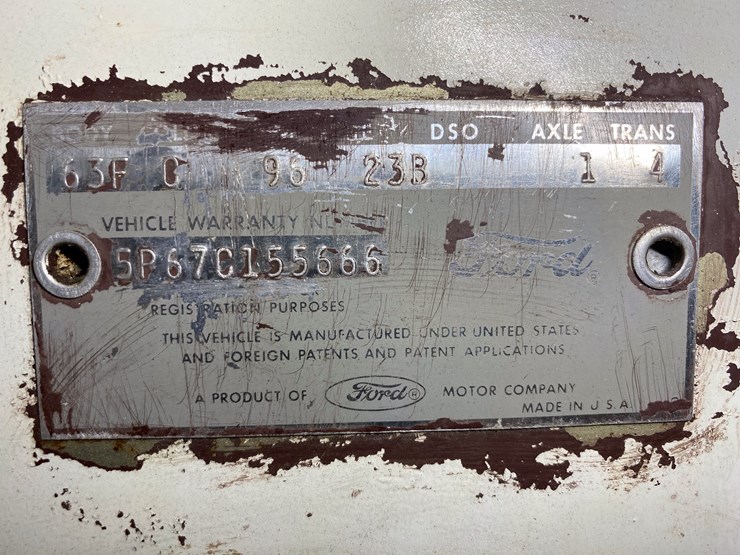 BODY DSO AXLE TRANS
63F C 96 23B 1 4
VEHICLE WARRANTY
5P67C155666
Ford
REGISTRATION PURPOSES
THIS VEHICLE IS MANUFACTURED UNDER UNITED STATES
AND FOREIGN PATENTS AND PATENT APPLICATIONS
A PRODUCT OF Ford ® MOTOR COMPANY
MADE IN U S A